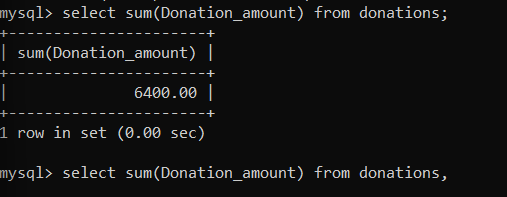 mysql> select sum(Donation_amount) from donations;
+----------------------+
| sum(Donation_amount) |
+----------------------+
|              6400.00 |
+----------------------+
1 row in set (0.00 sec)
mysql> select sum(Donation_amount) from donations,